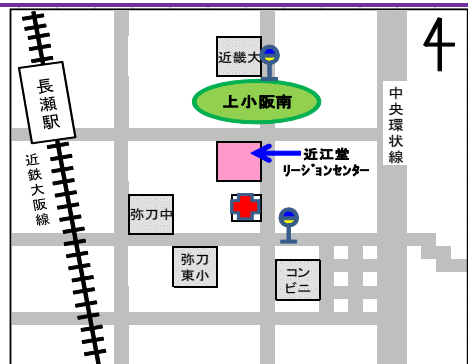 近畿大
上小阪南
長瀬駅
中央環状線
近江堂
リージョンセンター
近鉄大阪線
弥刀中
弥刀
東小
コン
ビニ